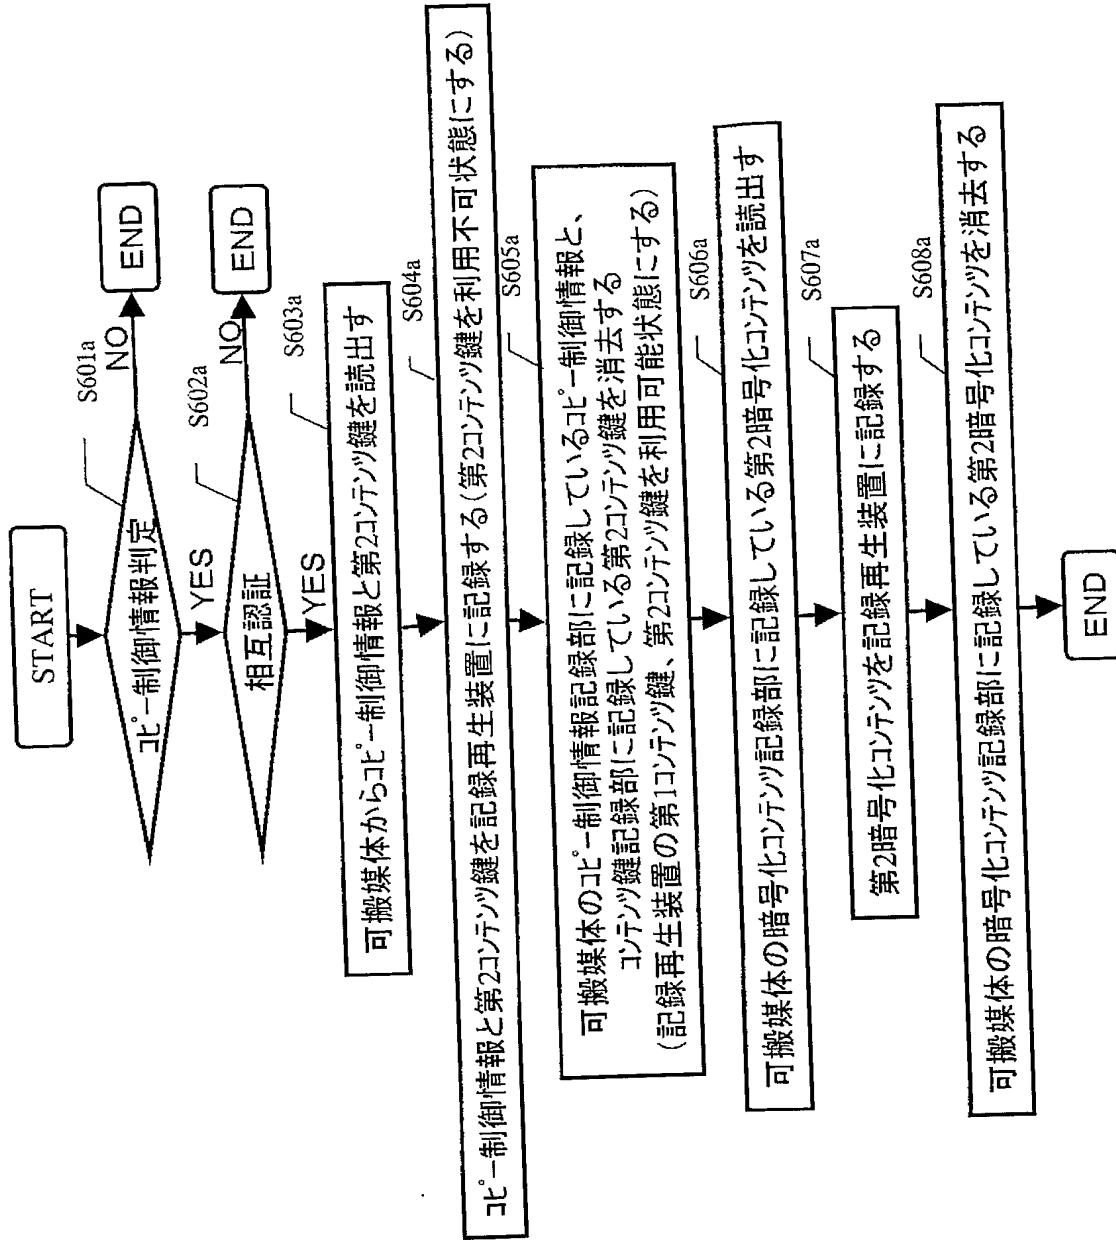 START
S601a
コピー制御情報判定
NO
END
YES
S602a
相互認証
NO
END
YES
S603a
可搬媒体からコピー制御情報と第2コンテンツ鍵を読出す
S604a
コピー制御情報と第2コンテンツ鍵を記録再生装置に記録する(第2コンテンツ鍵を利用不可状態にする)
S605a
可搬媒体のコピー制御情報記録部に記録しているコピー制御情報と、
コンテンツ鍵記録部に記録している第2コンテンツ鍵を消去する
(記録再生装置の第1コンテンツ鍵、第2コンテンツ鍵を利用可能状態にする)
S606a
可搬媒体の暗号化コンテンツ記録部に記録している第2暗号化コンテンツを読出す
S607a
第2暗号化コンテンツを記録再生装置に記録する
S608a
可搬媒体の暗号化コンテンツ記録部に記録している第2暗号化コンテンツを消去する
END